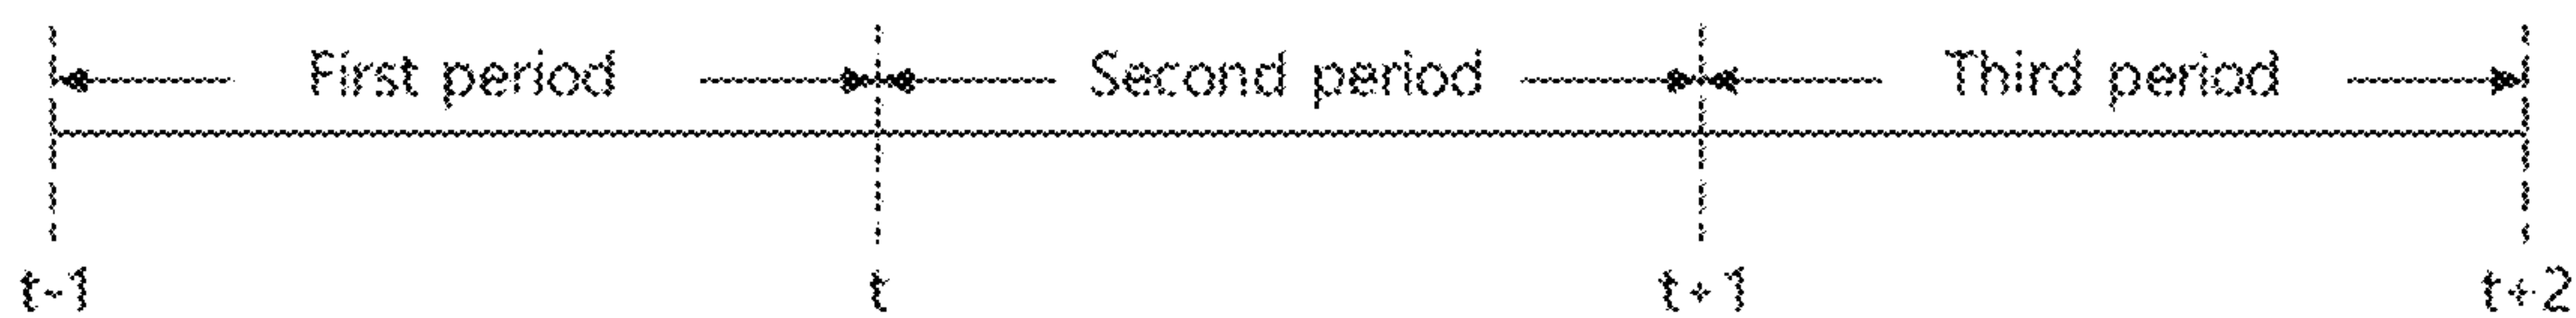 First period Second period Third period
t-1 t t+1 t+2